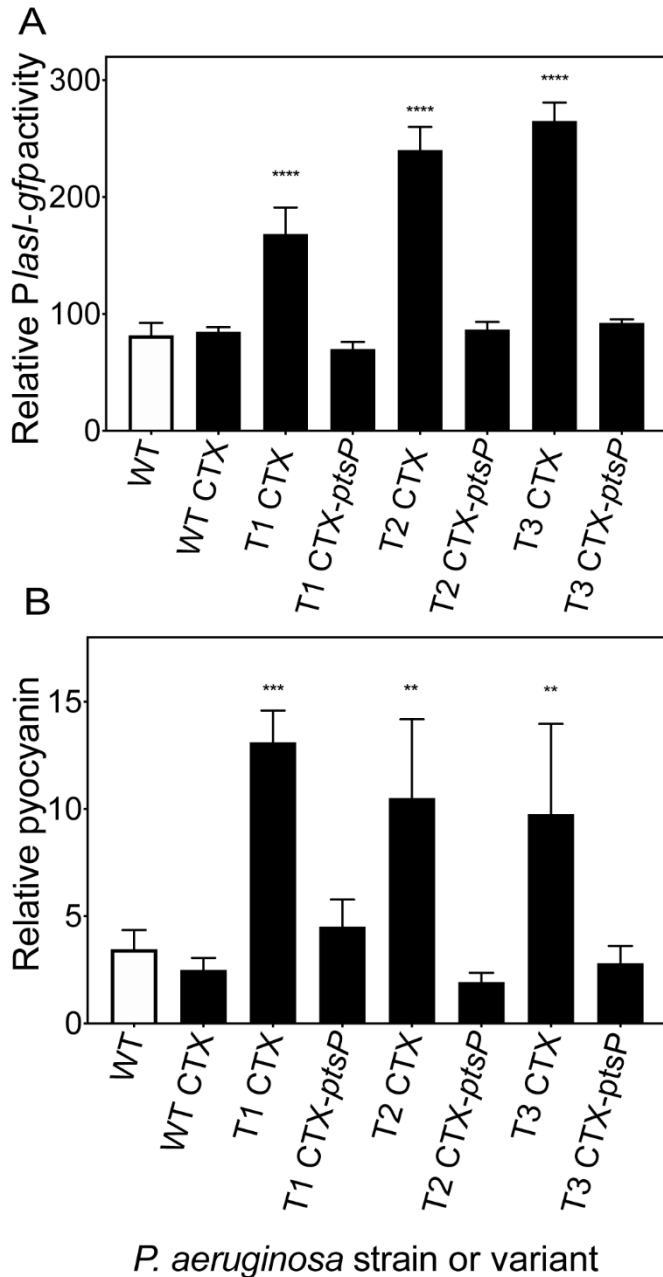 A
Relative PlasI-gfpactivity
300
200
100
0
****
****
****
WT
WT CTX
T1 CTX
T1 CTX-ptsP
T2 CTX
T2 CTX-ptsP
T3 CTX
T3 CTX-ptsP
B
Relative pyocyanin
15
10
5
0
***
**
**
WT
WT CTX
T1 CTX
T1 CTX-ptsP
T2 CTX
T2 CTX-ptsP
T3 CTX
T3 CTX-ptsP
P. aeruginosa strain or variant